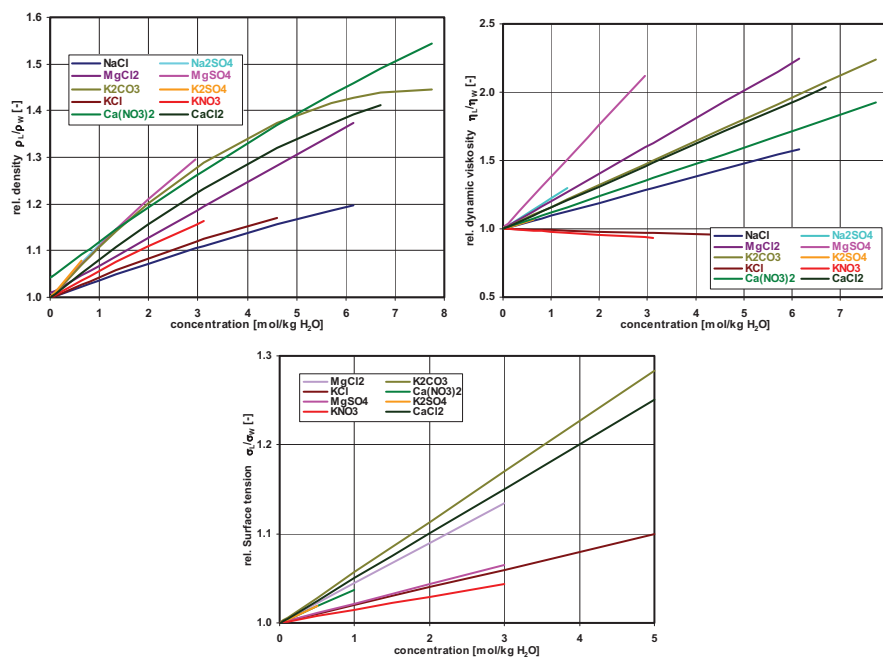 1.6
1.5
1.4
1.3
1.2
1.1
1.0
rel. density ρL/ρW [-]
NaCl Na2SO4
MgCl2 MgSO4
K2CO3 K2SO4
KCl KNO3
Ca(NO3)2 CaCl2
0 1 2 3 4 5 6 7 8
concentration [mol/kg H2O]
2.5
2.0
1.5
1.0
0.5
rel. dynamic viskosity ηL/ηW [-]
NaCl Na2SO4
MgCl2 MgSO4
K2CO3 K2SO4
KCl KNO3
Ca(NO3)2 CaCl2
0 1 2 3 4 5 6 7
concentration [mol/kg H2O]
1.3
1.2
1.1
1.0
rel. Surface tension σL/σW [-]
MgCl2 K2CO3
KCl Ca(NO3)2
MgSO4 K2SO4
KNO3 CaCl2
0 1 2 3 4 5
concentration [mol/kg H2O]